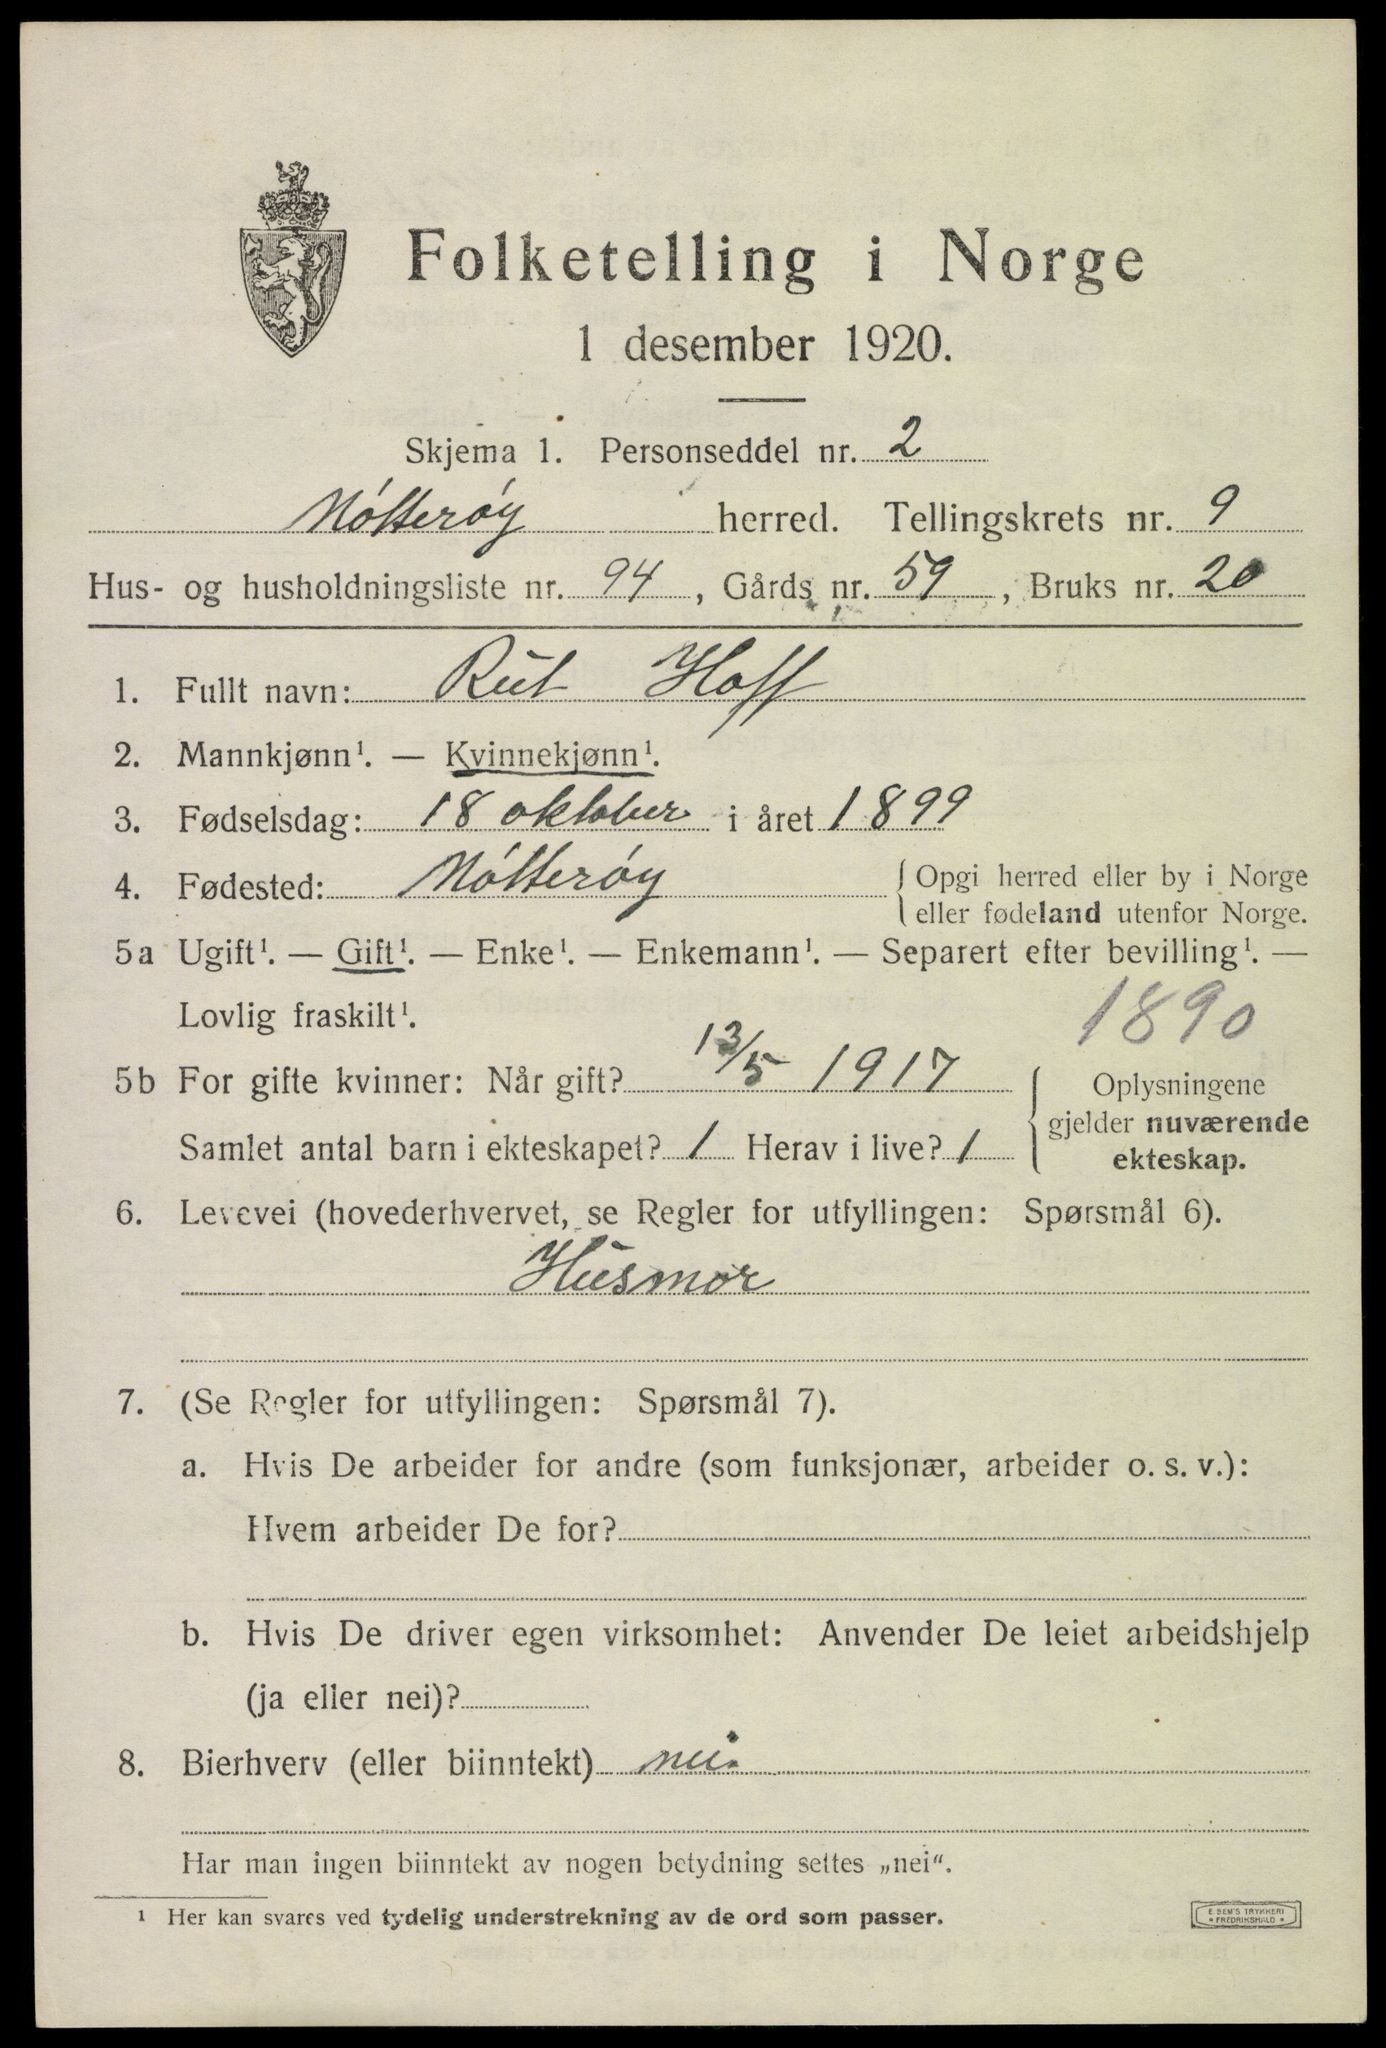 Folketelling i Norge
1 desember 1920.
Skjema 1. Personseddel nr. 2
Nótterøy herred. Tellingskrets nr. 9
Hus- og husholdningsliste nr. 94, Gårds nr. 59, Bruks nr. 20
1. Fullt navn: Rut Hoff
2. Mannkjønn¹. — Kvinnekjønn¹.
3. Fødselsdag: 18 oktober i året 1899
4. Fødested: Nótterøy { Opgi herred eller by i Norge
eller fødeland utenfor Norge.
5a Ugift¹. — Gift¹. — Enke¹. — Enkemann¹. — Separert efter bevilling¹. —
Lovlig fraskilt¹. 1890
5b For gifte kvinner: Når gift? 13/5 1917 { Oplysningene
gjelder nuværende
Samlet antal barn i ekteskapet? 1 Herav i live? 1 ekteskap.
6. Levevei (hovederhvervet, se Regler for utfyllingen: Spørsmål 6).
Husmor
7. (Se Regler for utfyllingen: Spørsmål 7).
a. Hvis De arbeider for andre (som funksjonær, arbeider o. s. v.):
Hvem arbeider De for?
b. Hvis De driver egen virksomhet: Anvender De leiet arbeidshjelp
(ja eller nei)?
8. Bierhverv (eller biinntekt) nei.
Har man ingen biinntekt av nogen betydning settes „nei“.
¹ Her kan svares ved tydelig understrekning av de ord som passer.
E. SEM'S TRYKKERI
* FREDRIKSHALD *